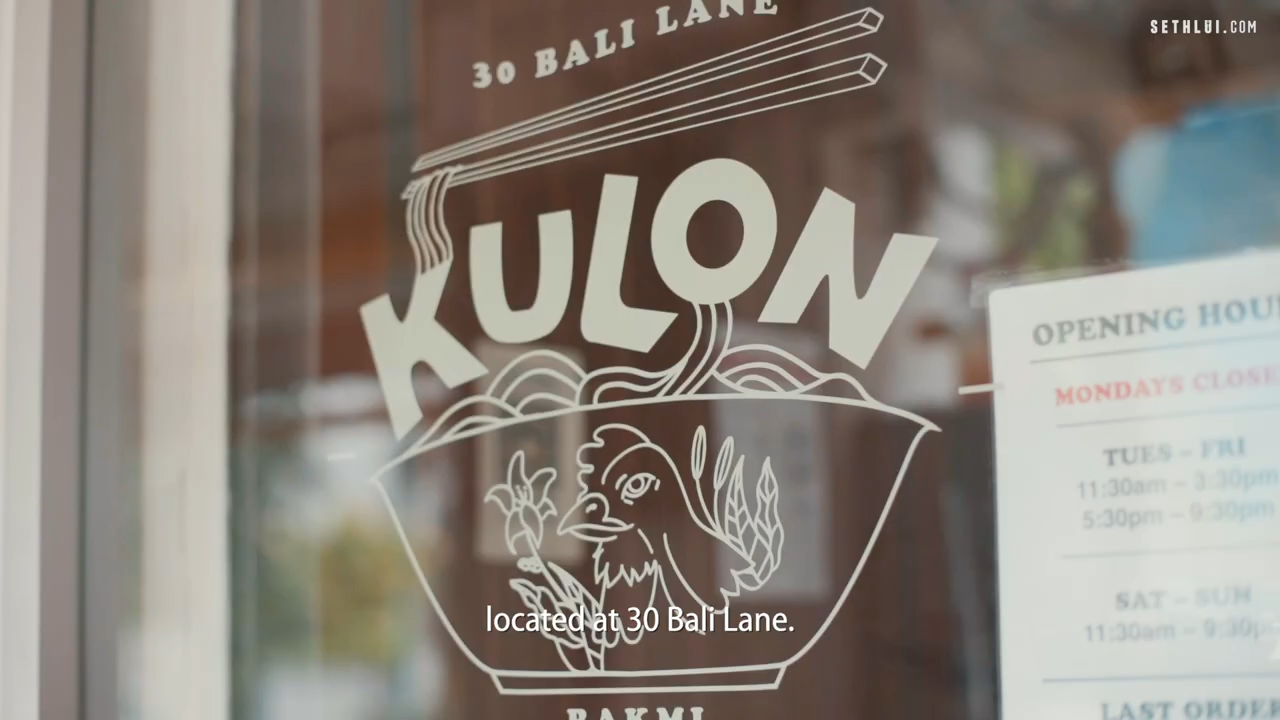 SETHLUI.COM
30 BALI LANE
KULON
BAKMI
OPENING HOU
MONDAYS CLOSE
TUES - FRI
11:30am - 3:30pm
5:30pm - 9:30pm
SAT - SUN
11:30am - 9:30p
LAST ORDER
located at 30 Bali Lane.